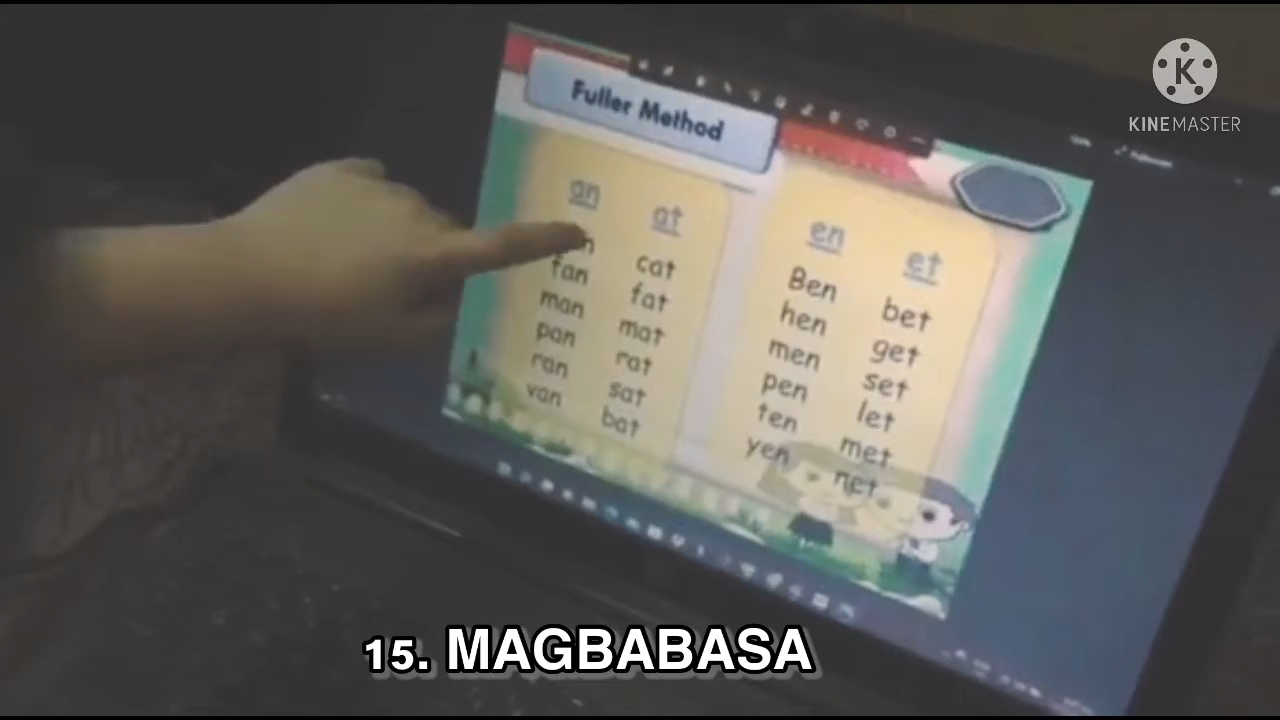 Fuller Method
KINEMASTER
an
fan
man
pan
ran
van
at
cat
fat
mat
rat
sat
bat
en
Ben
hen
men
pen
ten
yen
et
bet
get
set
let
met
net
15. MAGBABASA